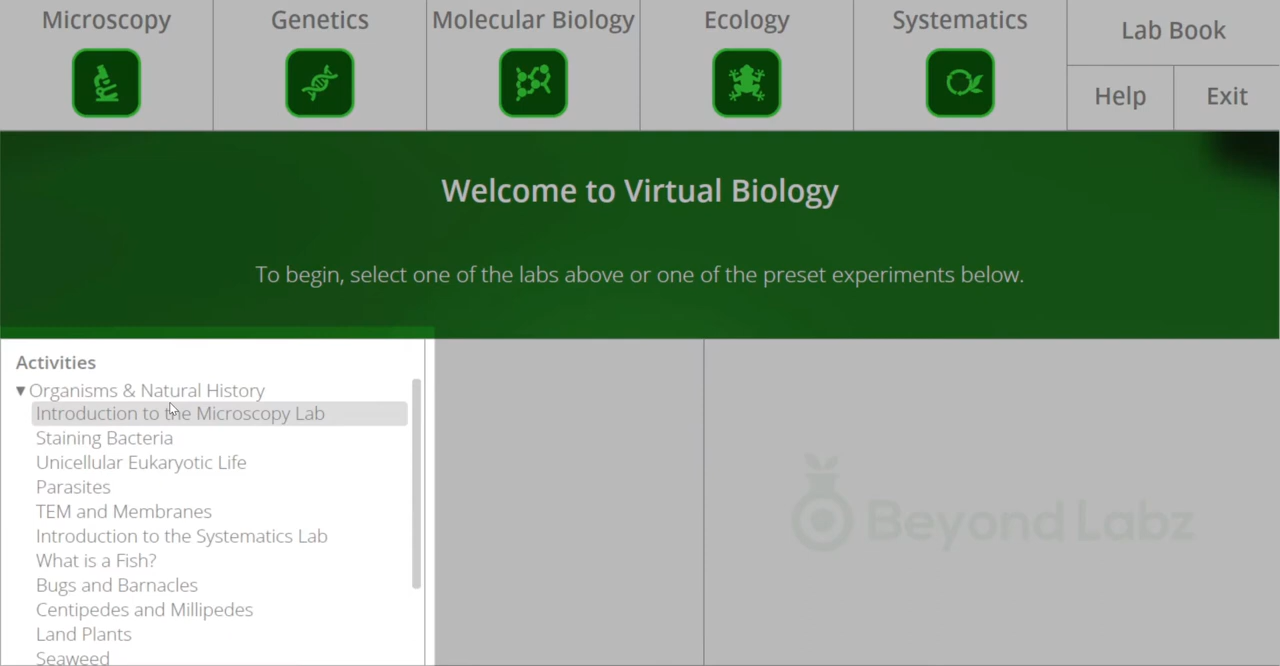 Microscopy
Genetics
Molecular Biology
Ecology
Systematics
Lab Book
Help
Exit
Welcome to Virtual Biology
To begin, select one of the labs above or one of the preset experiments below.
Activities
▼ Organisms & Natural History
Introduction to the Microscopy Lab
Staining Bacteria
Unicellular Eukaryotic Life
Parasites
TEM and Membranes
Introduction to the Systematics Lab
What is a Fish?
Bugs and Barnacles
Centipedes and Millipedes
Land Plants
Seaweed
Beyond Labz